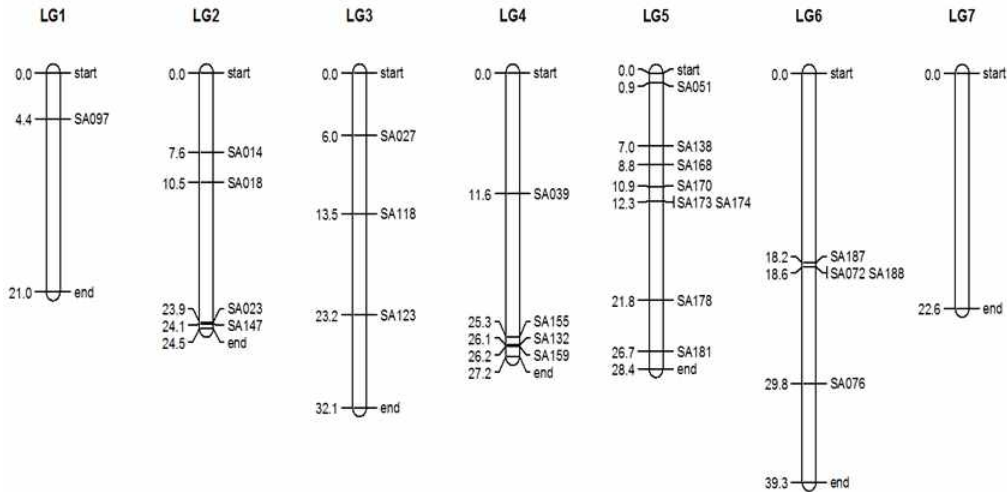 LG1
0.0 start
4.4 SA097
21.0 end
LG2
0.0 start
7.6 SA014
10.5 SA018
23.9 SA023
24.1 SA147
24.5 end
LG3
0.0 start
6.0 SA027
13.5 SA118
23.2 SA123
32.1 end
LG4
0.0 start
11.6 SA039
25.3 SA155
26.1 SA132
26.2 SA159
27.2 end
LG5
0.0 start
0.9 SA051
7.0 SA138
8.8 SA168
10.9 SA170
12.3 SA173 SA174
21.8 SA178
26.7 SA181
28.4 end
LG6
0.0 start
18.2 SA187
18.6 SA072 SA188
29.8 SA076
39.3 end
LG7
0.0 start
22.6 end